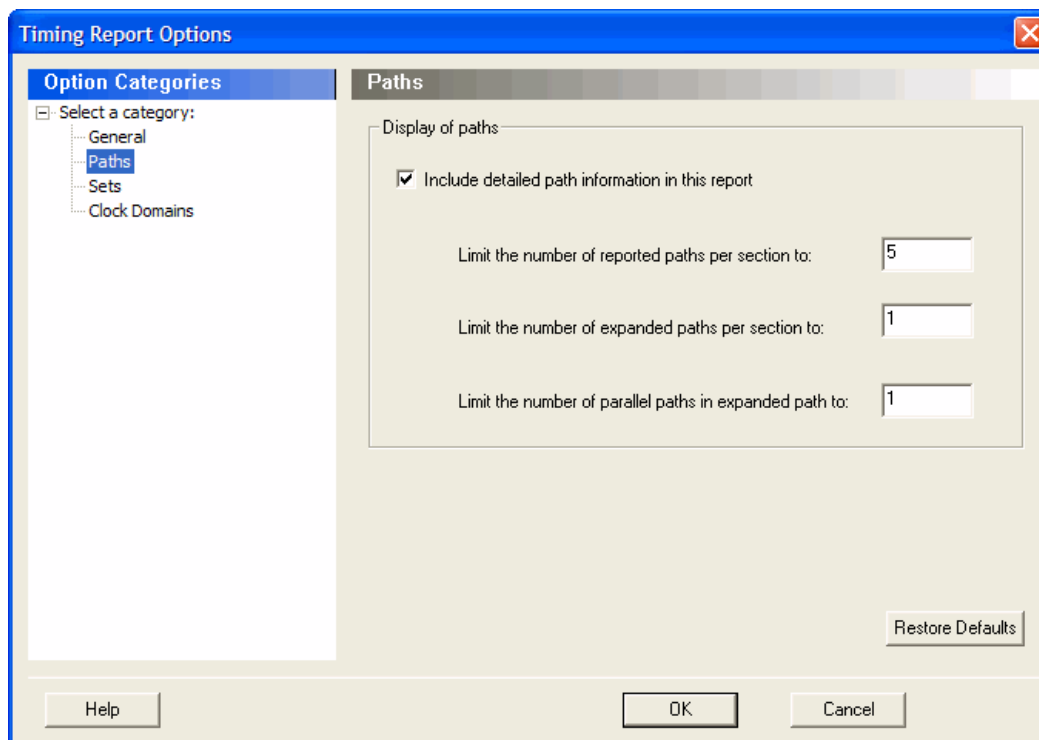 Timing Report Options
Option Categories
Select a category:
General
Paths
Sets
Clock Domains
Paths
Display of paths
Include detailed path information in this report
Limit the number of reported paths per section to: 5
Limit the number of expanded paths per section to: 1
Limit the number of parallel paths in expanded path to: 1
Restore Defaults
Help OK Cancel